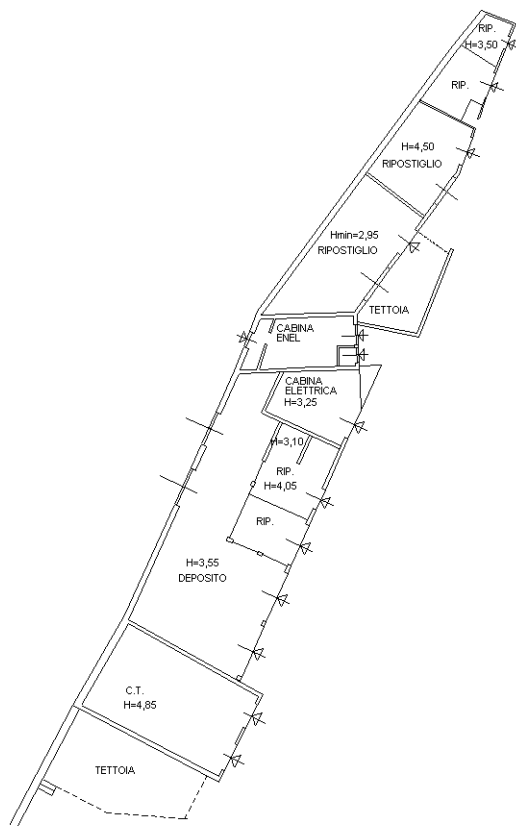 RIP.
H=3,50
RIP.
H=4,50
RIPOSTIGLIO
Hmin=2,95
RIPOSTIGLIO
TETTOIA
CABINA
ENEL
CABINA
ELETTRICA
H=3,25
H=3,10
RIP.
H=4,05
RIP.
H=3,55
DEPOSITO
C.T.
H=4,85
TETTOIA